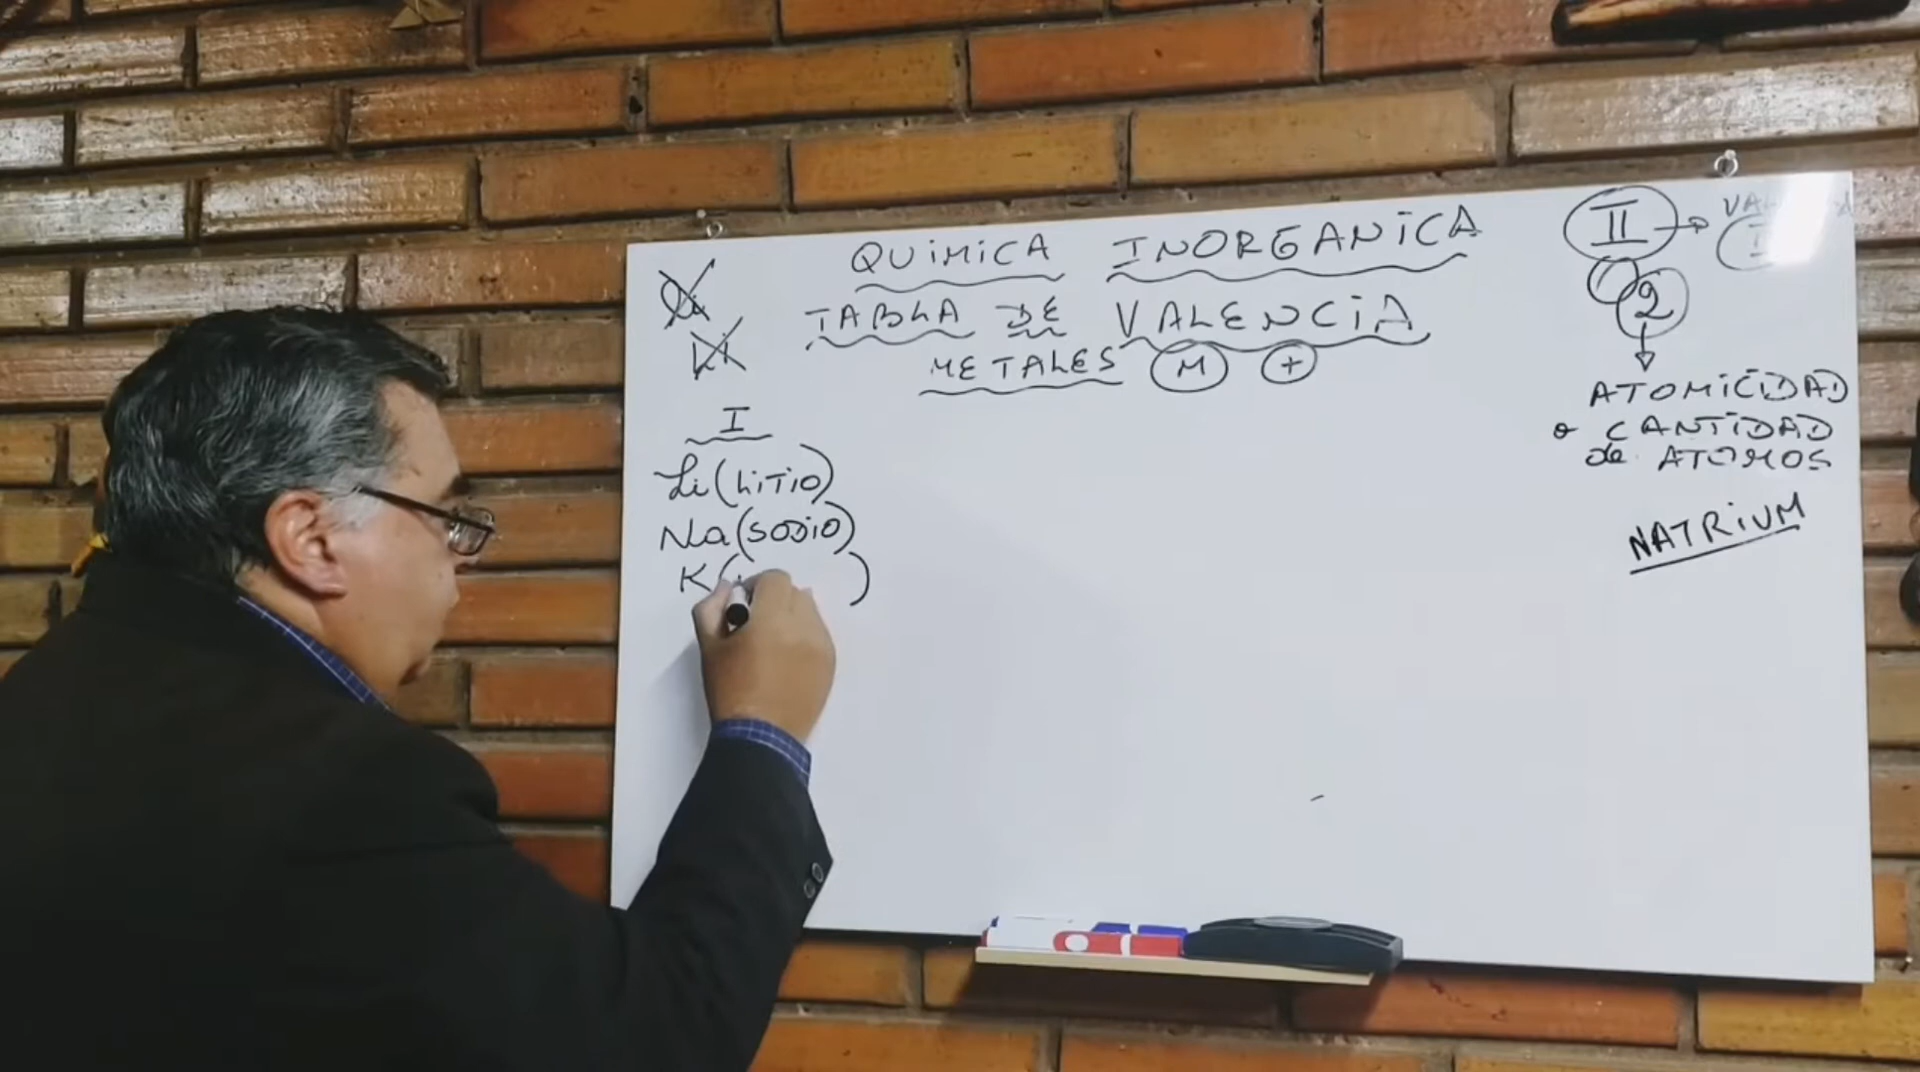 QUIMICA INORGANICA
TABLA DE VALENCIA
METALES M +
I
Li (Litio)
Na (Sodio)
K ( )
II →
2
ATOMICIDAD
o CANTIDAD
de ATOMOS
NATRIUM